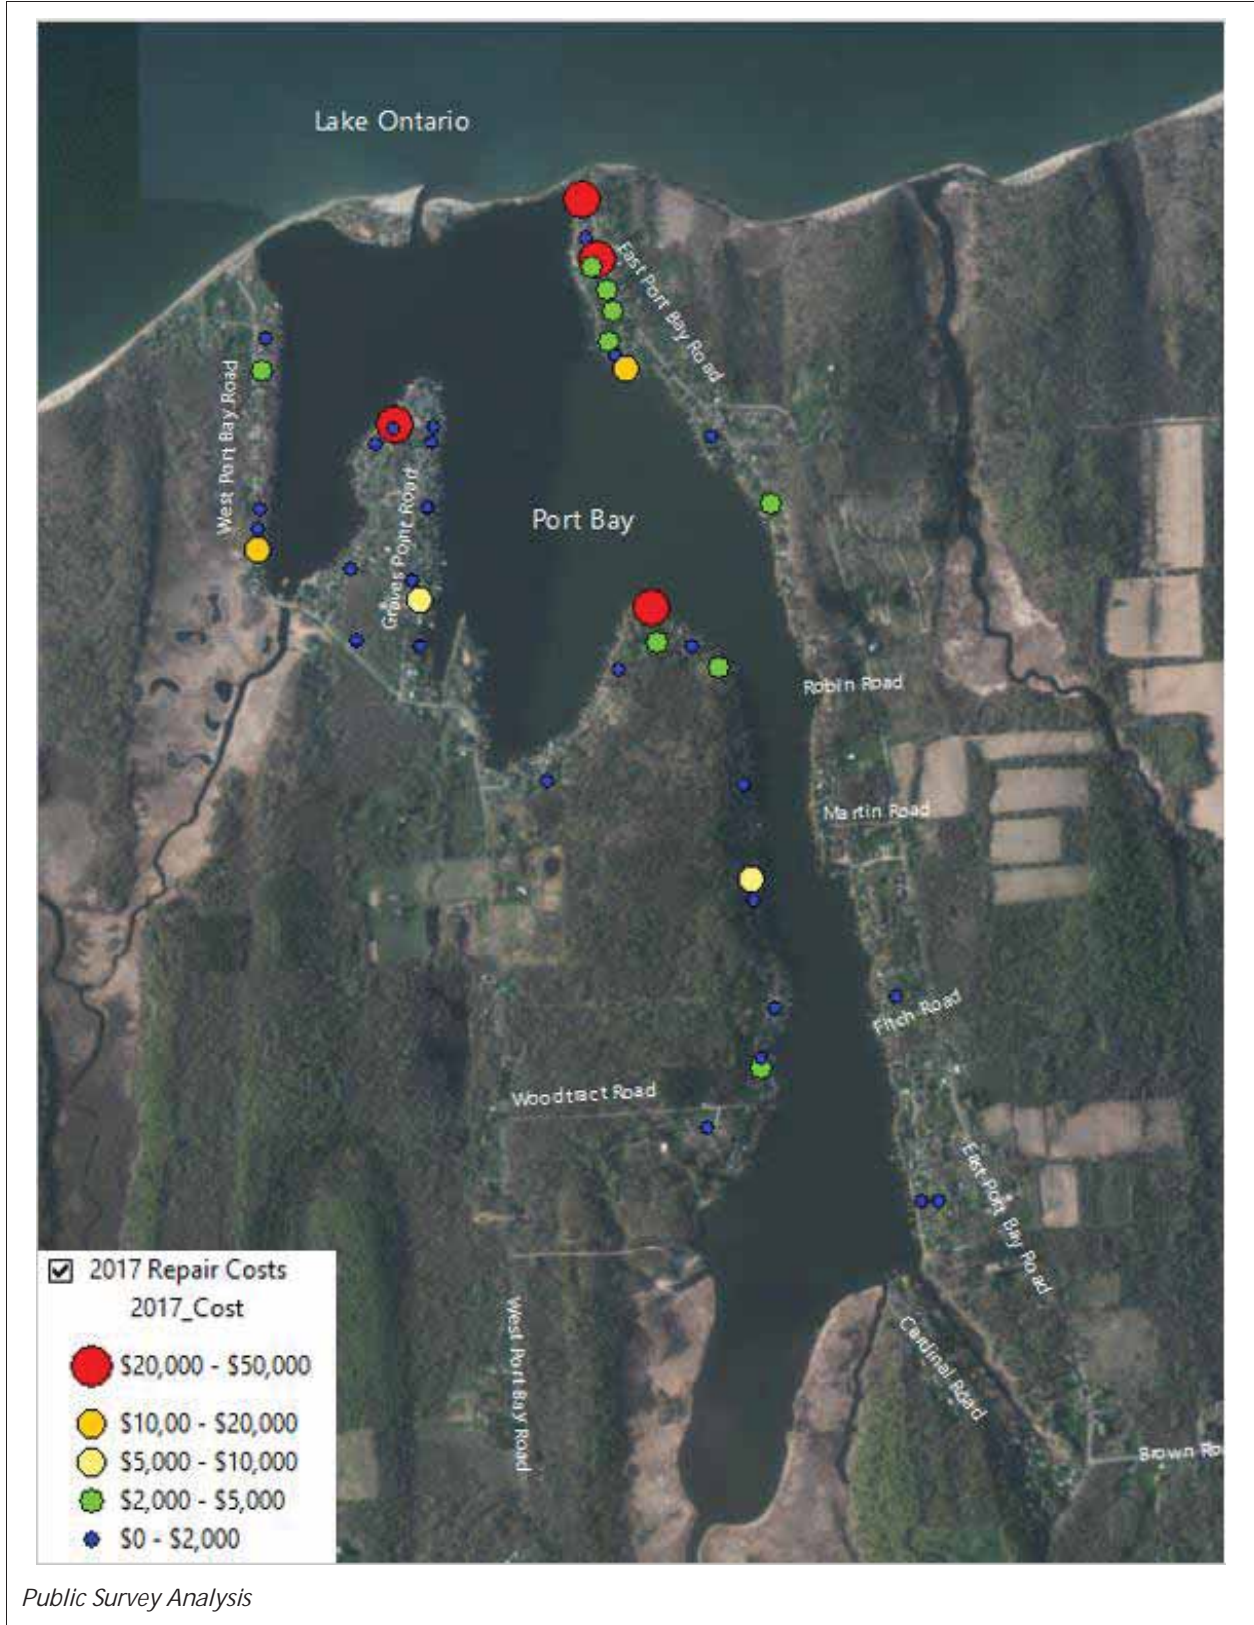 Lake Ontario
East Port Bay Road
West Port Bay Road
Graves Point Road
Port Bay
Robin Road
Martin Road
Fitch Road
Woodtract Road
East Port Bay Road
2017 Repair Costs
2017_Cost
$20,000 - $50,000
$10,00 - $20,000
$5,000 - $10,000
$2,000 - $5,000
$0 - $2,000
West Port Bay Road
Cardinal Road
Brown Ro
Public Survey Analysis